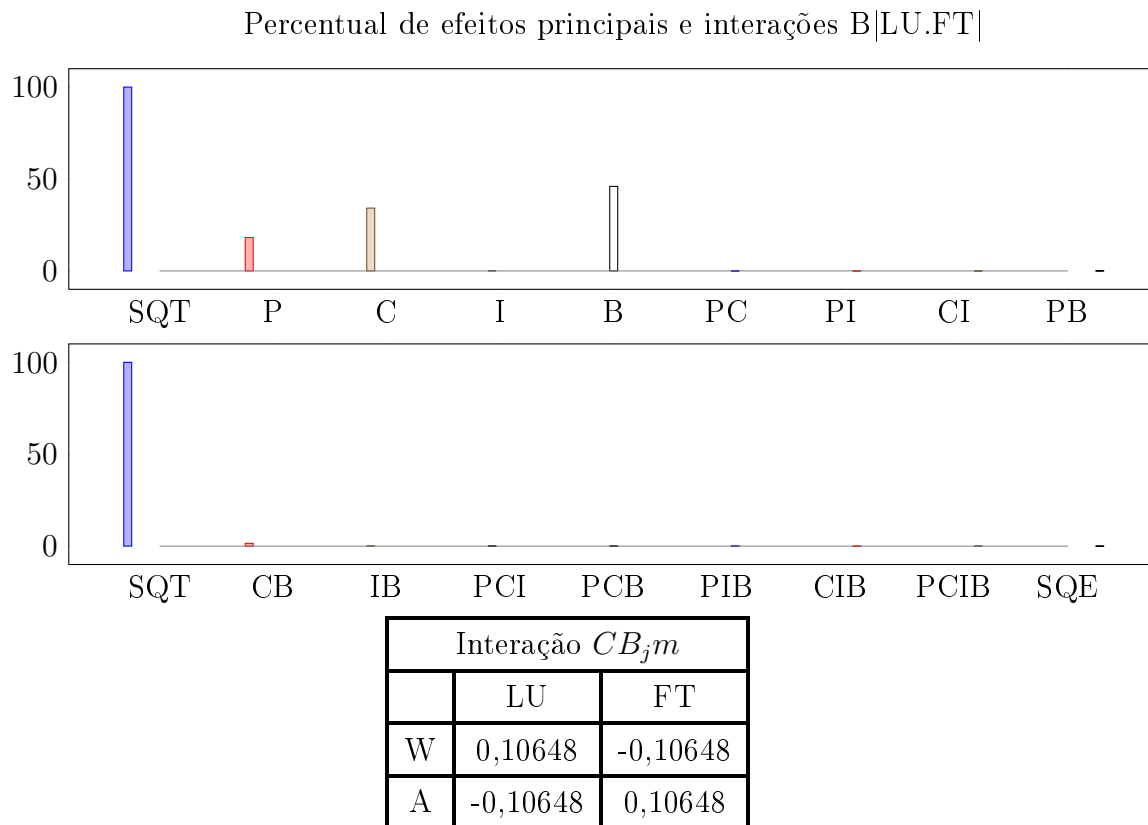 Percentual de efeitos principais e interações B|LU.FT|
100
50
0
SQT P C I B PC PI CI PB
100
50
0
SQT CB IB PCI PCB PIB CIB PCIB SQE
Interação CB_jm
LU FT
W 0,10648 -0,10648
A -0,10648 0,10648